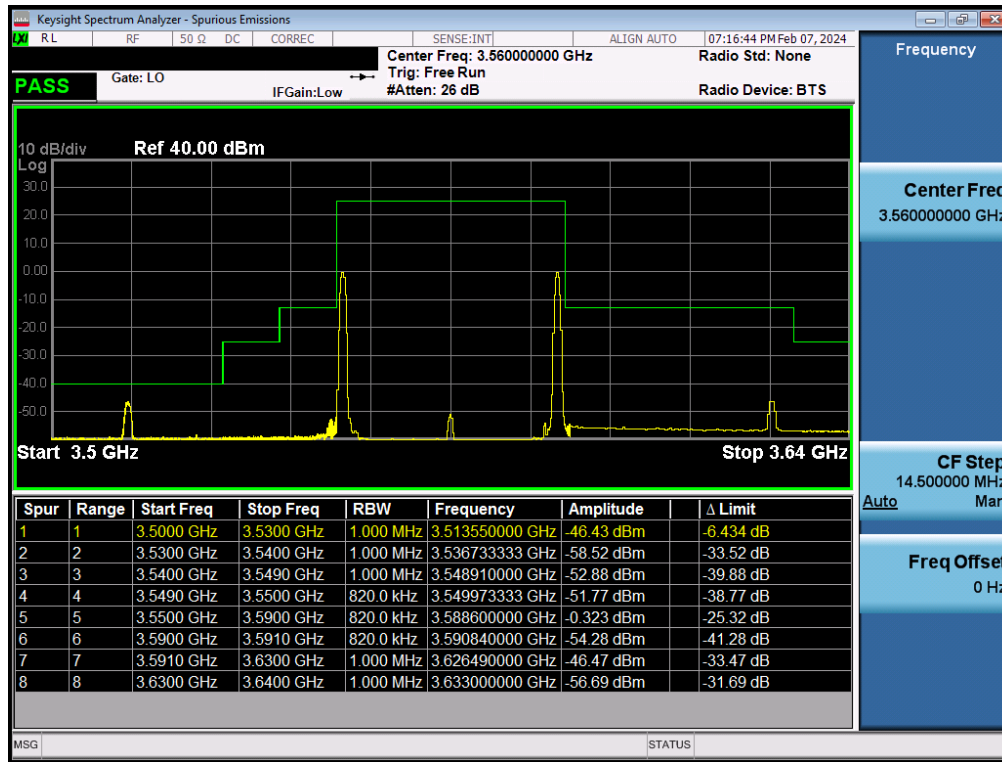 Keysight Spectrum Analyzer - Spurious Emissions
LXI RL RF 50 Ω DC CORREC SENSE:INT ALIGN AUTO 07:16:44 PM Feb 07, 2024
Center Freq: 3.560000000 GHz Radio Std: None
PASS Gate: LO Trig: Free Run
IFGain:Low #Atten: 26 dB Radio Device: BTS
10 dB/div Ref 40.00 dBm
Log
30.0
20.0
10.0
0.00
-10.0
-20.0
-30.0
-40.0
-50.0
Start 3.5 GHz Stop 3.64 GHz
Spur Range Start Freq Stop Freq RBW Frequency Amplitude Δ Limit
1 1 3.5000 GHz 3.5300 GHz 1.000 MHz 3.513550000 GHz -46.43 dBm -6.434 dB
2 2 3.5300 GHz 3.5400 GHz 1.000 MHz 3.536733333 GHz -58.52 dBm -33.52 dB
3 3 3.5400 GHz 3.5490 GHz 1.000 MHz 3.548910000 GHz -52.88 dBm -39.88 dB
4 4 3.5490 GHz 3.5500 GHz 820.0 kHz 3.549973333 GHz -51.77 dBm -38.77 dB
5 5 3.5500 GHz 3.5900 GHz 820.0 kHz 3.588600000 GHz -0.323 dBm -25.32 dB
6 6 3.5900 GHz 3.5910 GHz 820.0 kHz 3.590840000 GHz -54.28 dBm -41.28 dB
7 7 3.5910 GHz 3.6300 GHz 1.000 MHz 3.626490000 GHz -46.47 dBm -33.47 dB
8 8 3.6300 GHz 3.6400 GHz 1.000 MHz 3.633000000 GHz -56.69 dBm -31.69 dB
MSG STATUS
Frequency
Center Freq
3.560000000 GHz
CF Step
14.500000 MHz
Auto Man
Freq Offset
0 Hz